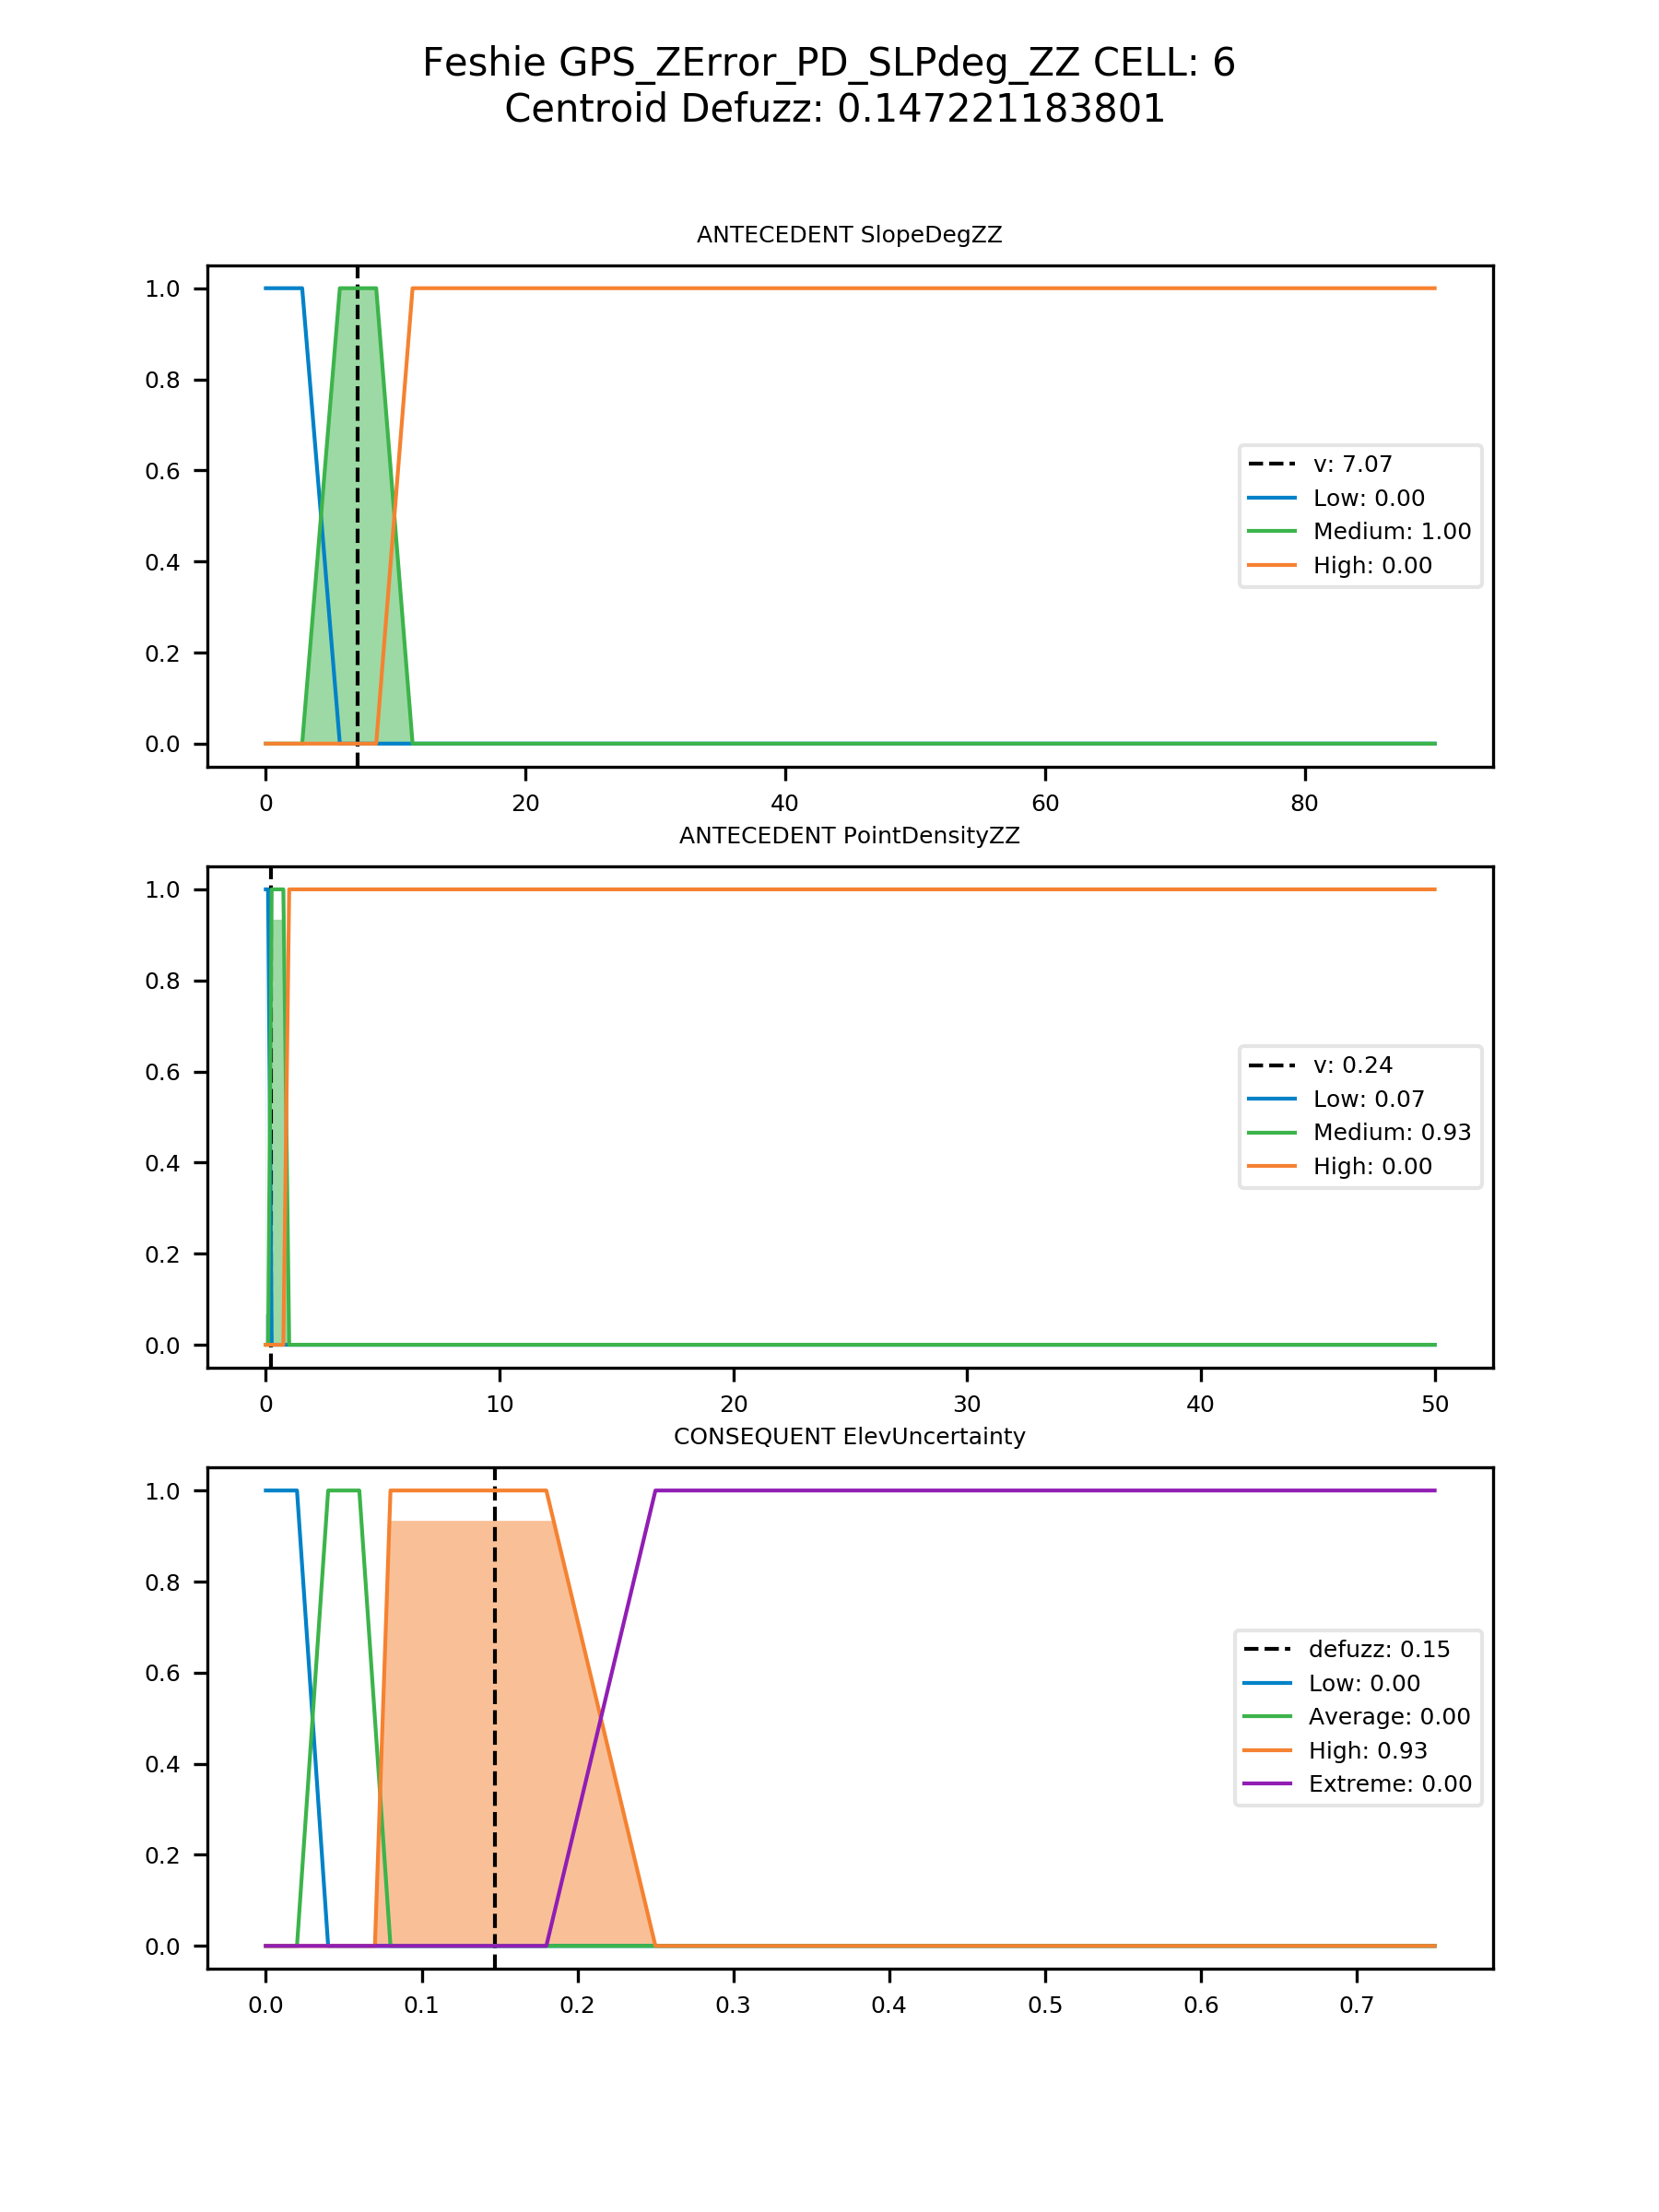 Feshie GPS_ZError_PD_SLPdeg_ZZ CELL: 6
Centroid Defuzz: 0.147221183801
ANTECEDENT SlopeDegZZ
1.0
0.8
0.6
0.4
0.2
0.0
v: 7.07
Low: 0.00
Medium: 1.00
High: 0.00
0 20 40 60 80
ANTECEDENT PointDensityZZ
1.0
0.8
0.6
0.4
0.2
0.0
v: 0.24
Low: 0.07
Medium: 0.93
High: 0.00
0 10 20 30 40 50
CONSEQUENT ElevUncertainty
1.0
0.8
0.6
0.4
0.2
0.0
defuzz: 0.15
Low: 0.00
Average: 0.00
High: 0.93
Extreme: 0.00
0.0 0.1 0.2 0.3 0.4 0.5 0.6 0.7